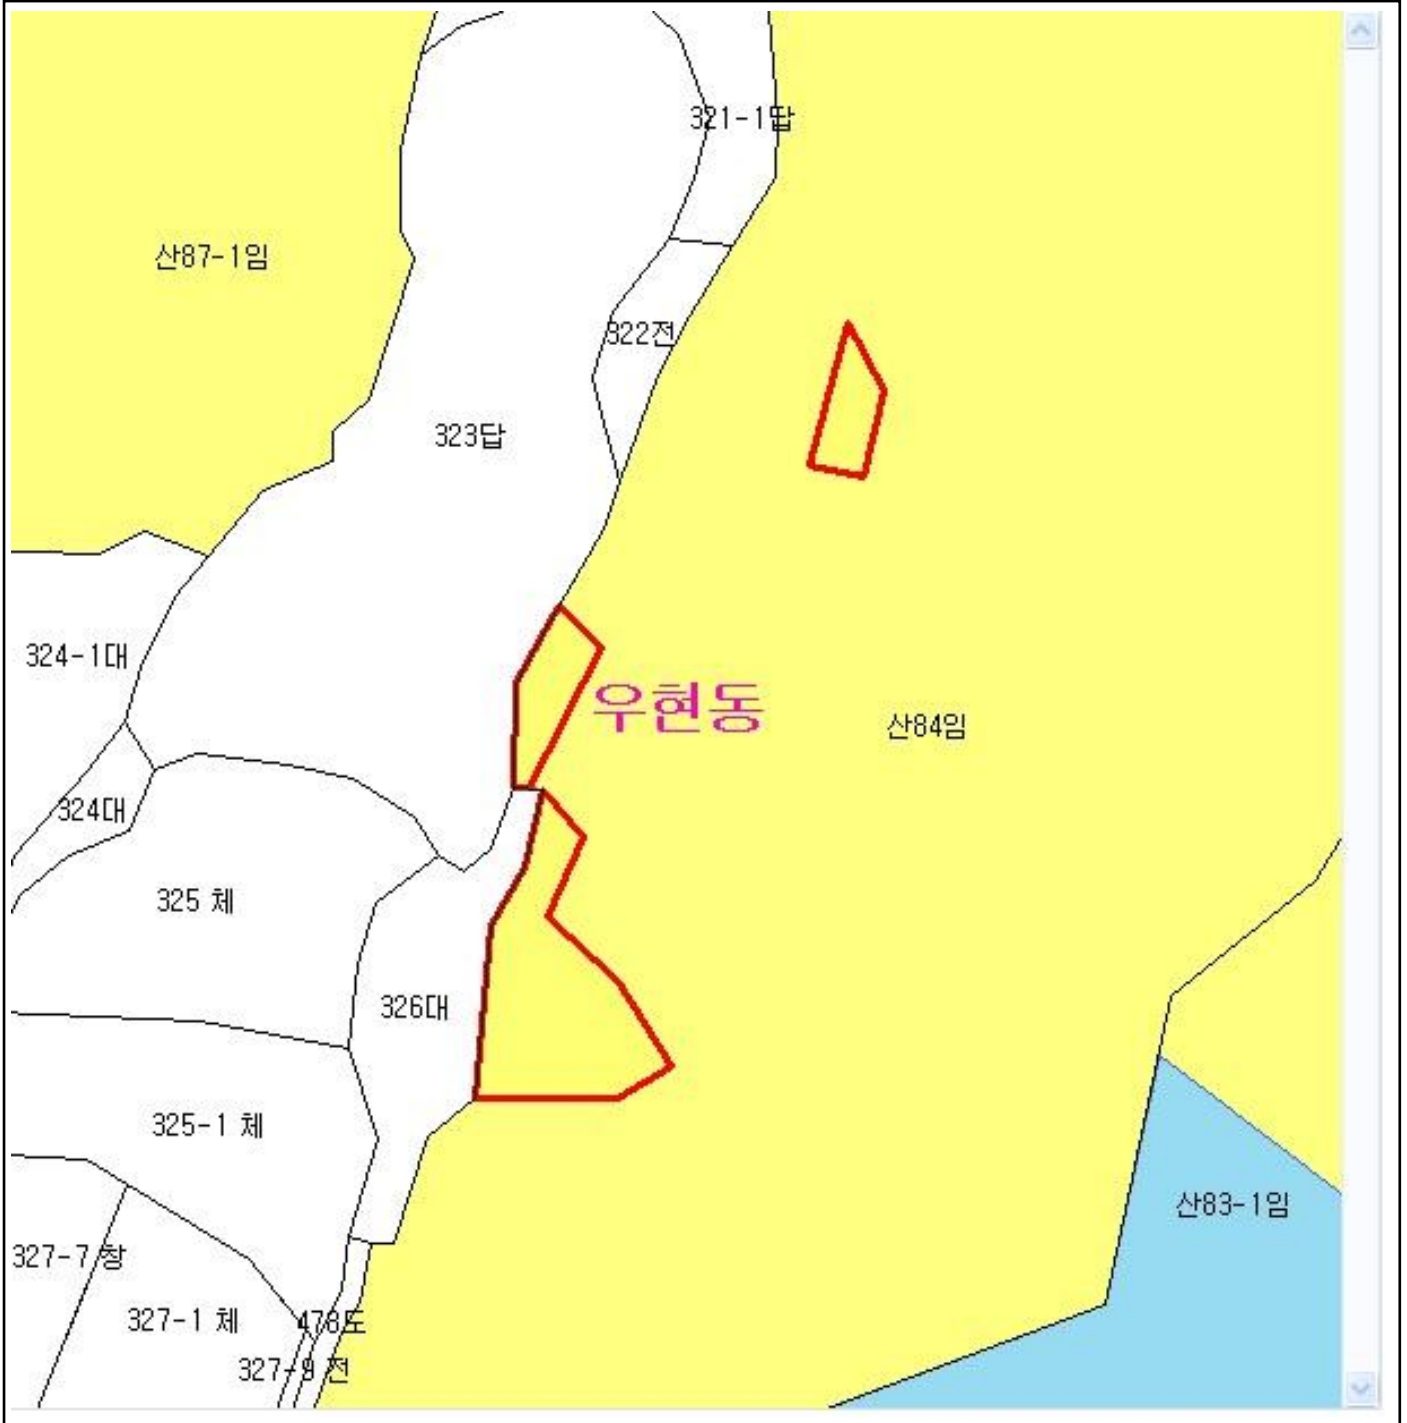 321-1답
산87-1임
322전
323답
324-1대
우현동
산84임
324대
325 체
326대
325-1 체
산83-1임
327-7 창
327-1 체
478도
327-9 전